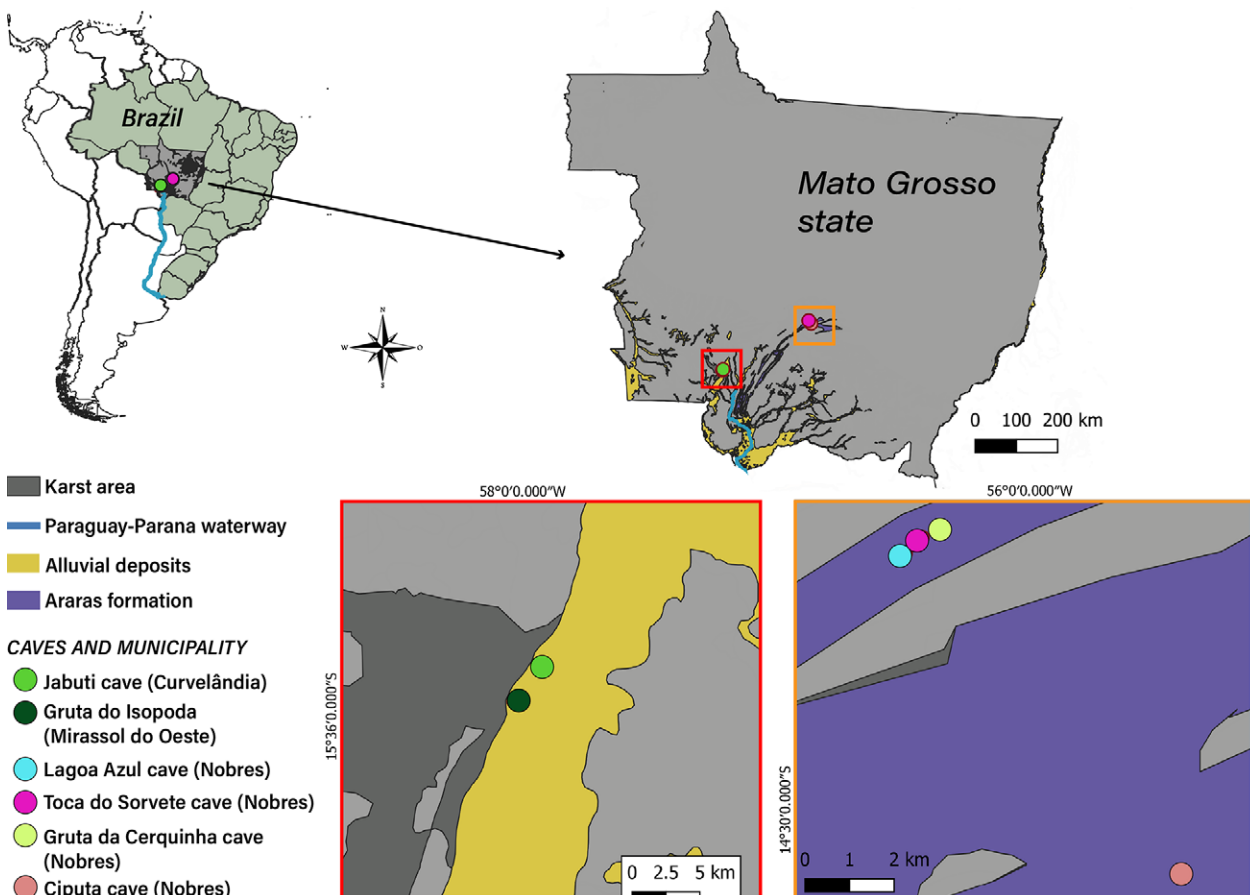 Brazil
Mato Grosso
state
N
W
O
S
0 100 200 km
Karst area
Paraguay-Parana waterway
Alluvial deposits
Araras formation
CAVES AND MUNICIPALITY
Jabuti cave (Curvelândia)
Gruta do Isopoda
(Mirassol do Oeste)
Lagoa Azul cave (Nobres)
Toca do Sorvete cave (Nobres)
Gruta da Cerquinha cave
(Nobres)
Ciputa cave (Nobres)
58°0'0.000"W
15°36'0.000"S
0 2.5 5 km
56°0'0.000"W
14°30'0.000"S
0 1 2 km